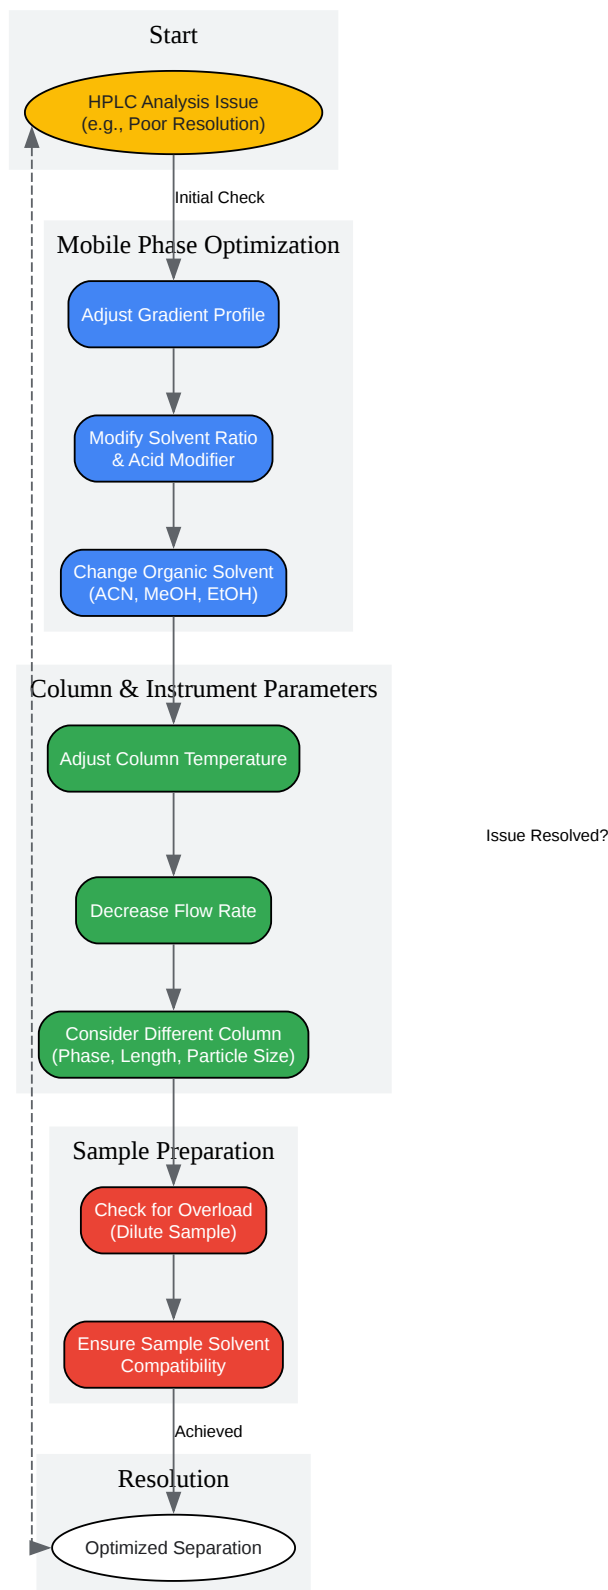 Start
HPLC Analysis Issue
(e.g., Poor Resolution)
Initial Check
Mobile Phase Optimization
Adjust Gradient Profile
Modify Solvent Ratio
& Acid Modifier
Change Organic Solvent
(ACN, MeOH, EtOH)
Column & Instrument Parameters
Adjust Column Temperature
Issue Resolved?
Decrease Flow Rate
Consider Different Column
(Phase, Length, Particle Size)
Sample Preparation
Check for Overload
(Dilute Sample)
Ensure Sample Solvent
Compatibility
Achieved
Resolution
Optimized Separation